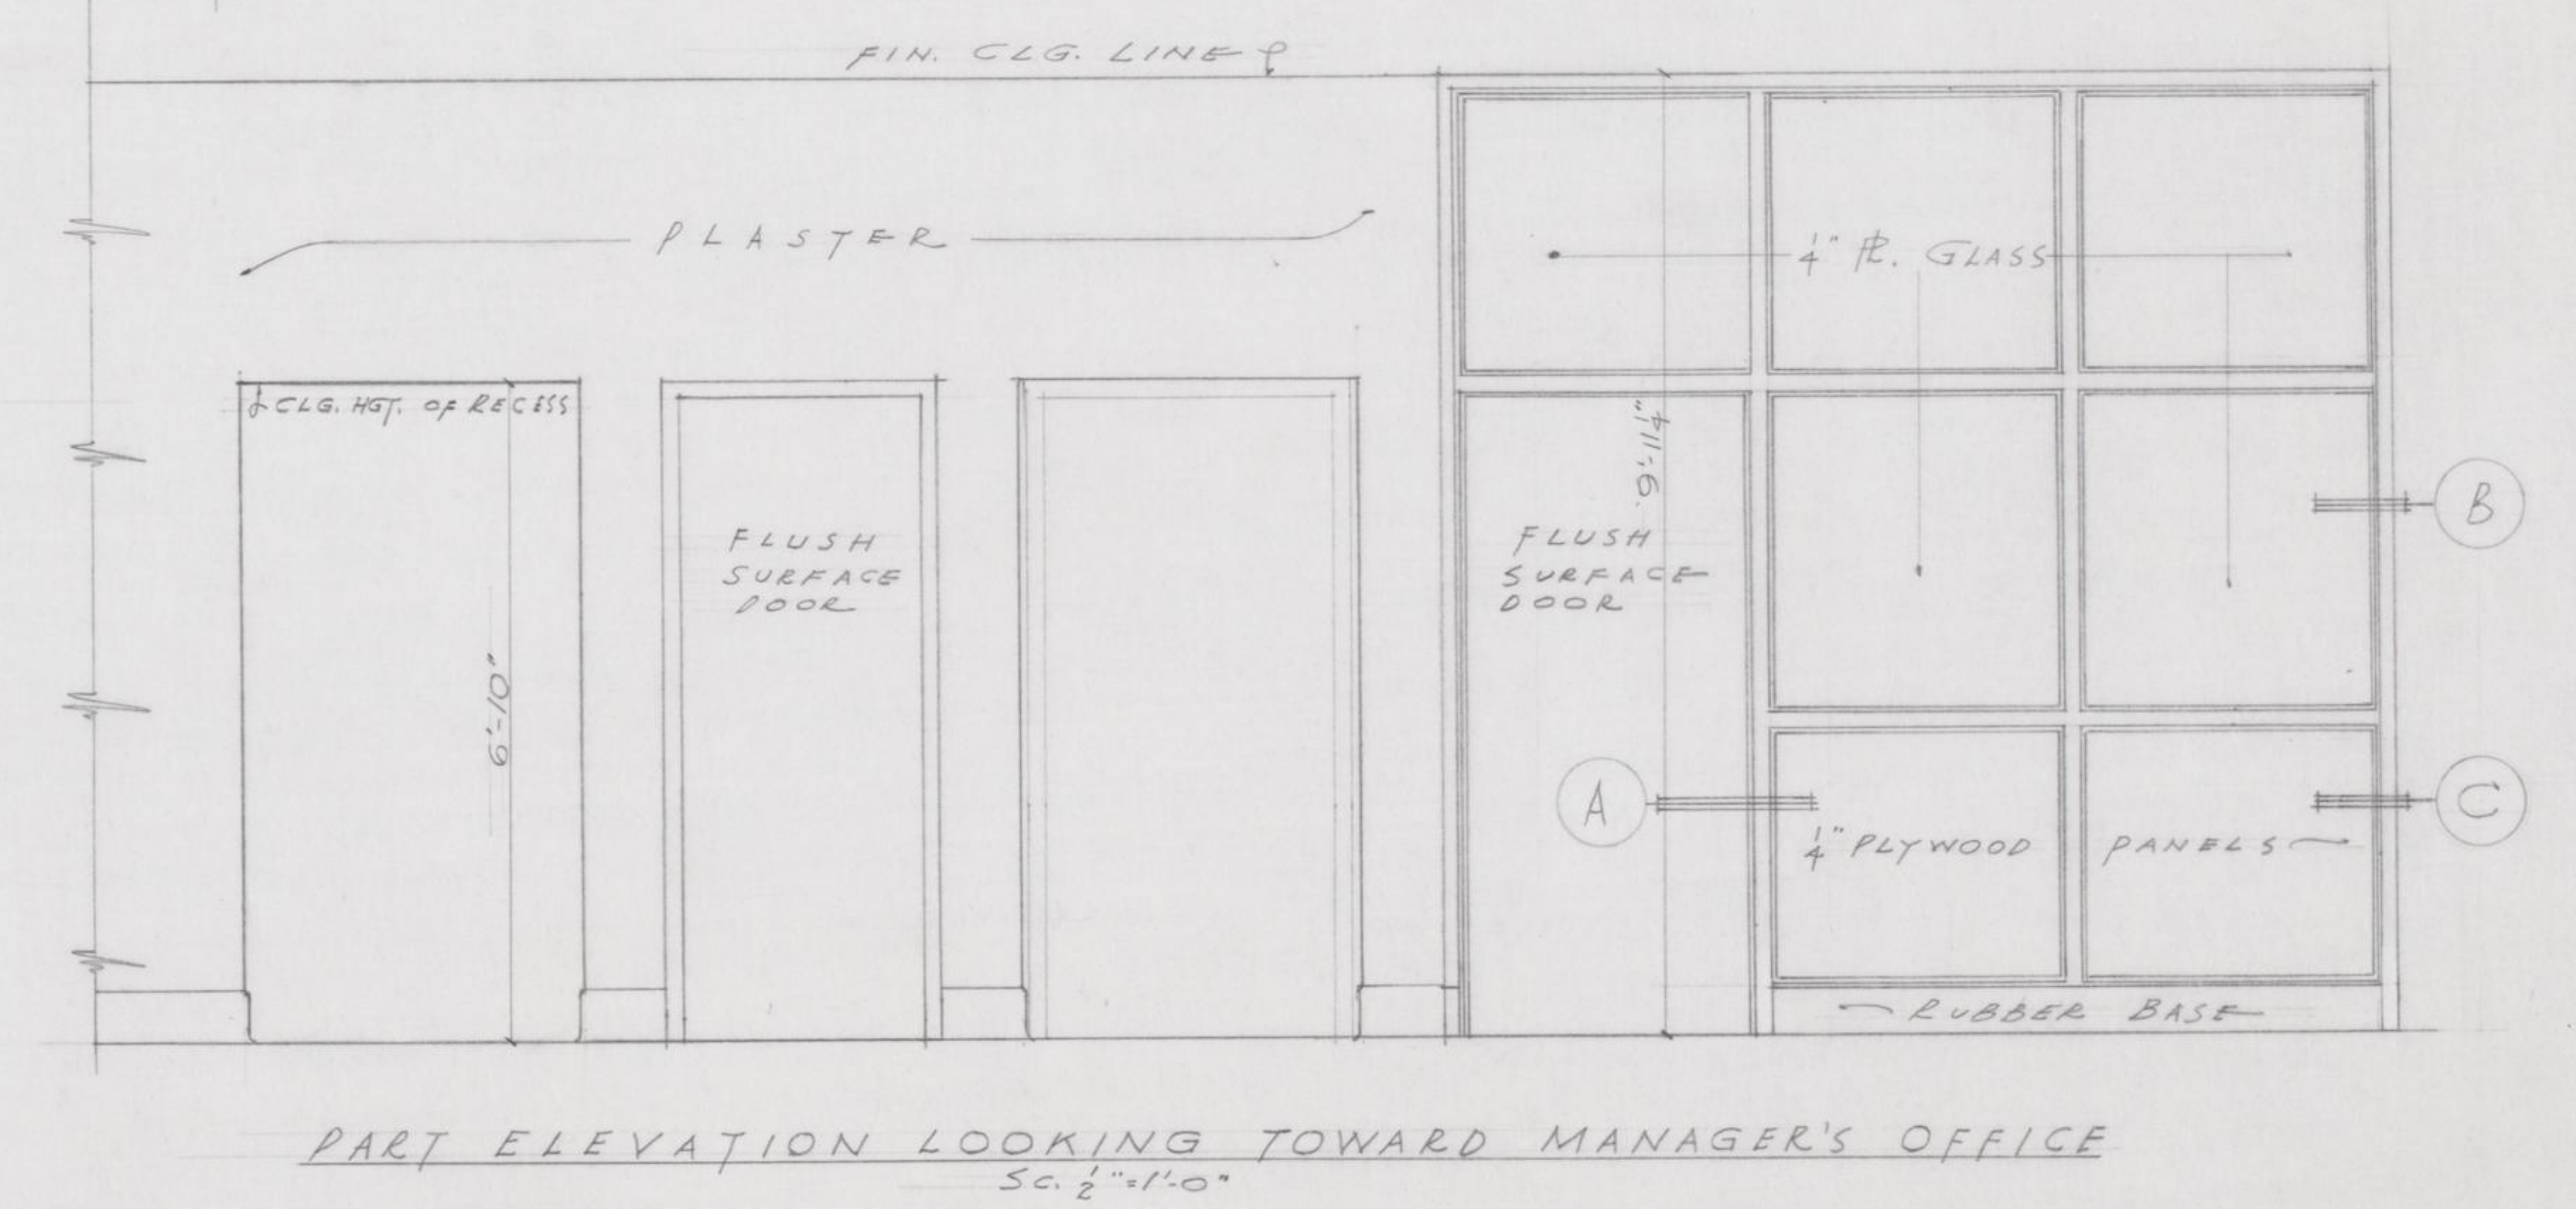 FIN. CLG. LINE
PLASTER
1/4" PL. GLASS
CLG. HGT. OF RECESS
9'-11 1/4"
B
FLUSH
SURFACE
DOOR
FLUSH
SURFACE
DOOR
6'-10"
A
C
1/4" PLYWOOD PANELS
RUBBER BASE
PART ELEVATION LOOKING TOWARD MANAGER'S OFFICE
SC. 1/2"=1'-0"